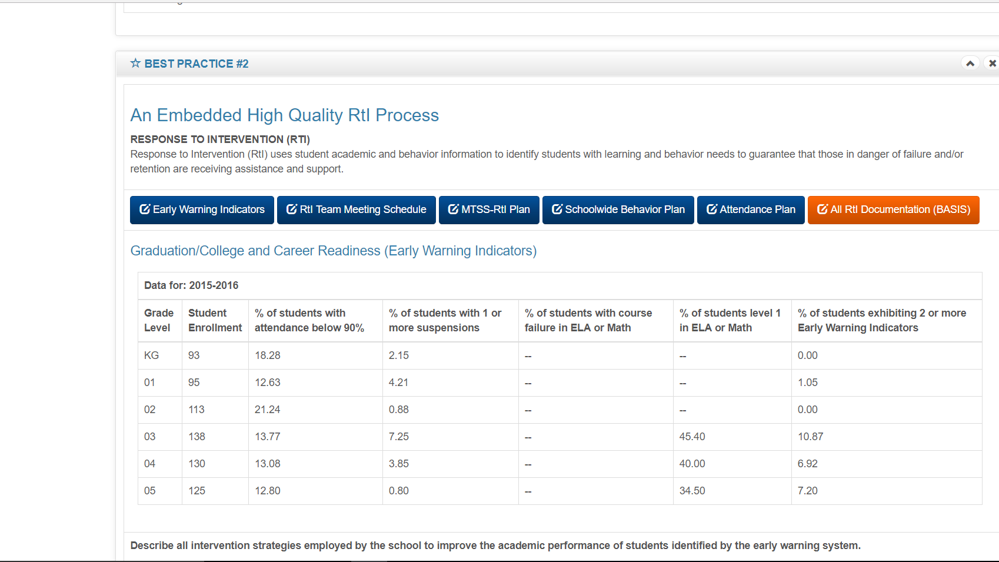 BEST PRACTICE #2
An Embedded High Quality RtI Process
RESPONSE TO INTERVENTION (RTI)
Response to Intervention (RtI) uses student academic and behavior information to identify students with learning and behavior needs to guarantee that those in danger of failure and/or
retention are receiving assistance and support.
Early Warning Indicators RtI Team Meeting Schedule MTSS-RtI Plan Schoolwide Behavior Plan Attendance Plan All RtI Documentation (BASIS)
Graduation/College and Career Readiness (Early Warning Indicators)
Data for: 2015-2016
Grade Student % of students with % of students with 1 or % of students with course % of students level 1 % of students exhibiting 2 or more
Level Enrollment attendance below 90% more suspensions failure in ELA or Math in ELA or Math Early Warning Indicators
KG 93 18.28 2.15 -- -- 0.00
01 95 12.63 4.21 -- -- 1.05
02 113 21.24 0.88 -- -- 0.00
03 138 13.77 7.25 -- 45.40 10.87
04 130 13.08 3.85 -- 40.00 6.92
05 125 12.80 0.80 -- 34.50 7.20
Describe all intervention strategies employed by the school to improve the academic performance of students identified by the early warning system.